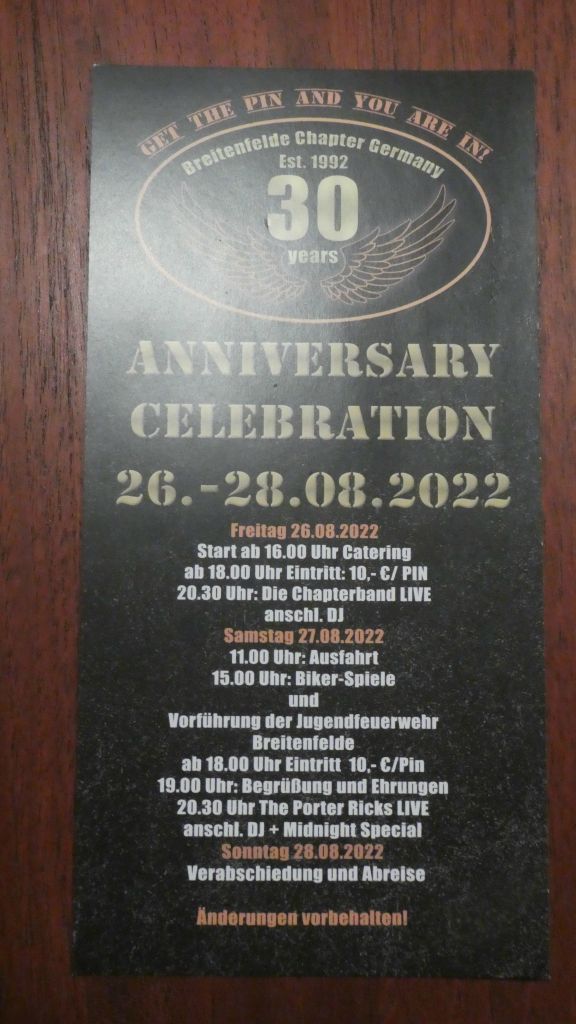 GET THE PIN AND YOU ARE IN!
Breitenfelde Chapter Germany
Est. 1992
30
years
ANNIVERSARY
CELEBRATION
26.-28.08.2022
Freitag 26.08.2022
Start ab 16.00 Uhr Catering
ab 18.00 Uhr Eintritt: 10,- €/ PIN
20.30 Uhr: Die Chapterband LIVE
anschl. DJ
Samstag 27.08.2022
11.00 Uhr: Ausfahrt
15.00 Uhr: Biker-Spiele
und
Vorführung der Jugendfeuerwehr
Breitenfelde
ab 18.00 Uhr Eintritt 10,- €/Pin
19.00 Uhr: Begrüßung und Ehrungen
20.30 Uhr The Porter Ricks LIVE
anschl. DJ + Midnight Special
Sonntag 28.08.2022
Verabschiedung und Abreise
Änderungen vorbehalten!